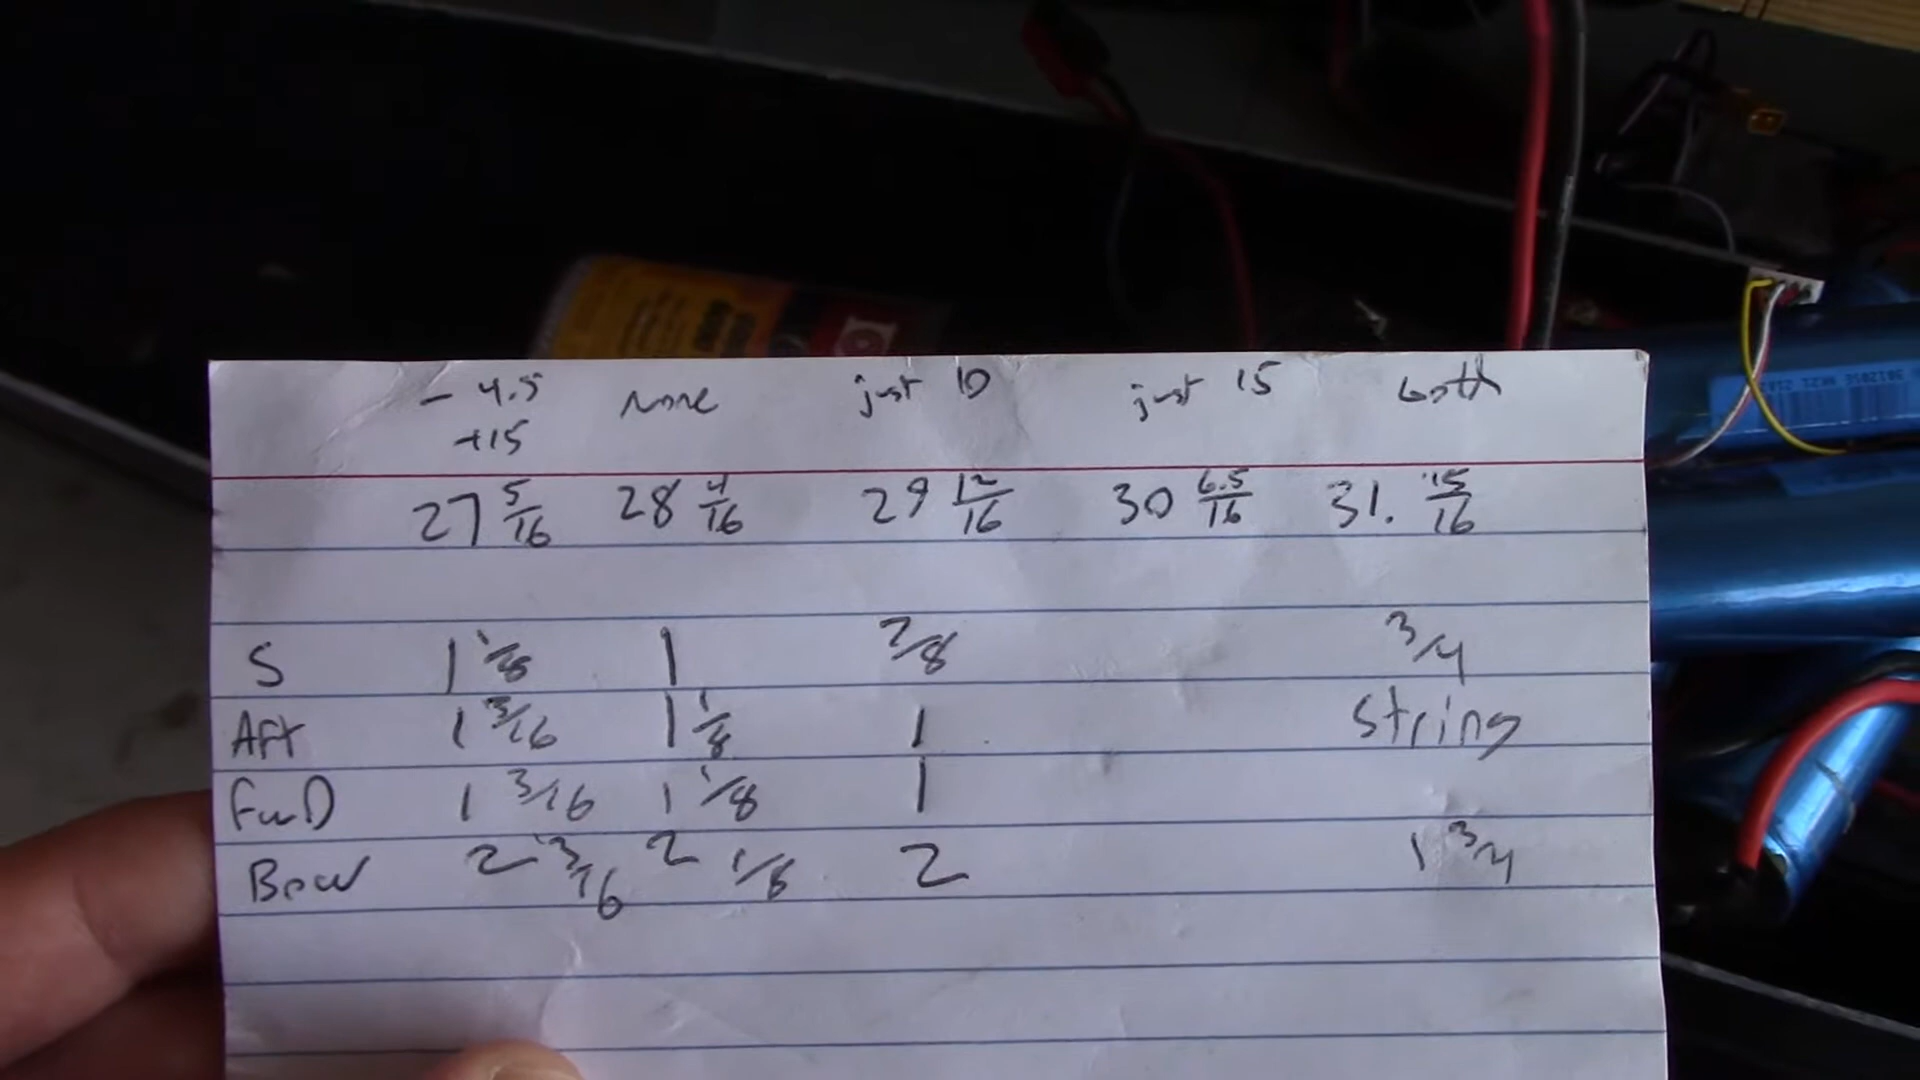 - 4.5 none just 10 just 15 both
+15
27 5/16 28 4/16 29 12/16 30 6.5/16 31. 15/16
S 1 1/8 1 7/8 3/4
Aft 1 3/16 1 1/8 1 string
FwD 1 3/16 1 1/8 1
Bow 2 3/16 2 1/8 2 1 3/4